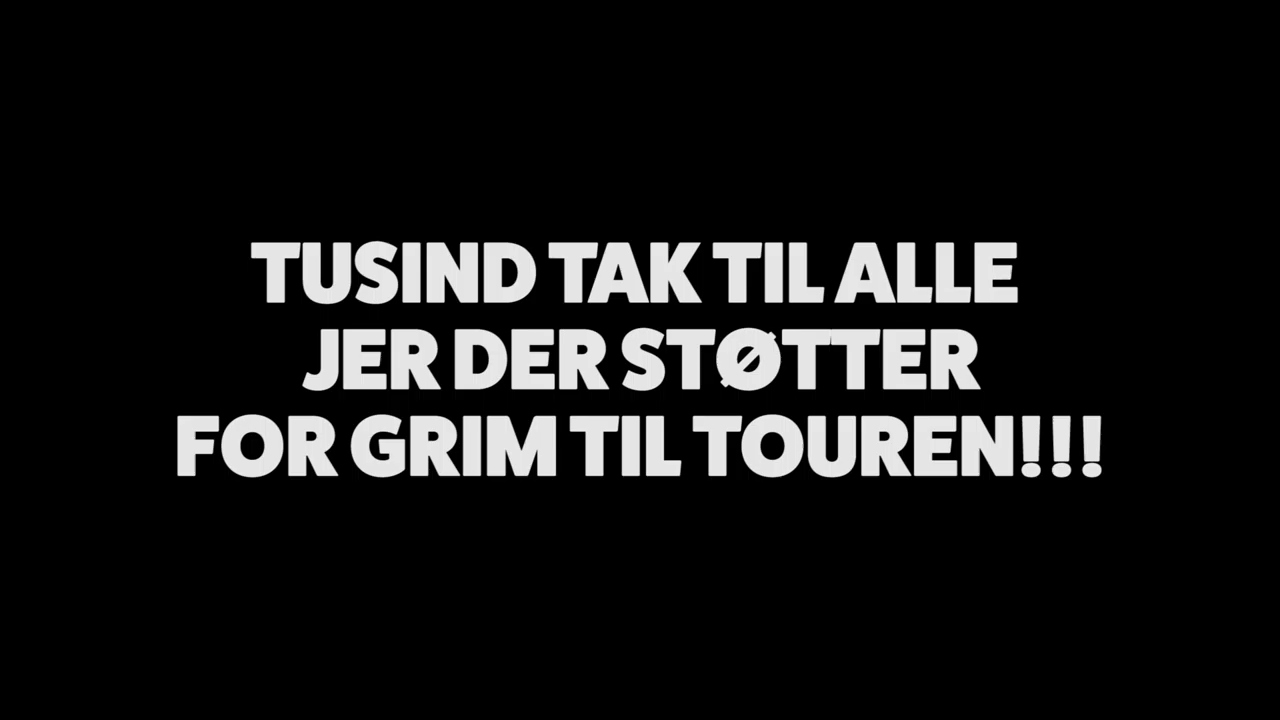 TUSIND TAK TIL ALLE
JER DER STØTTER
FOR GRIM TIL TOUREN!!!